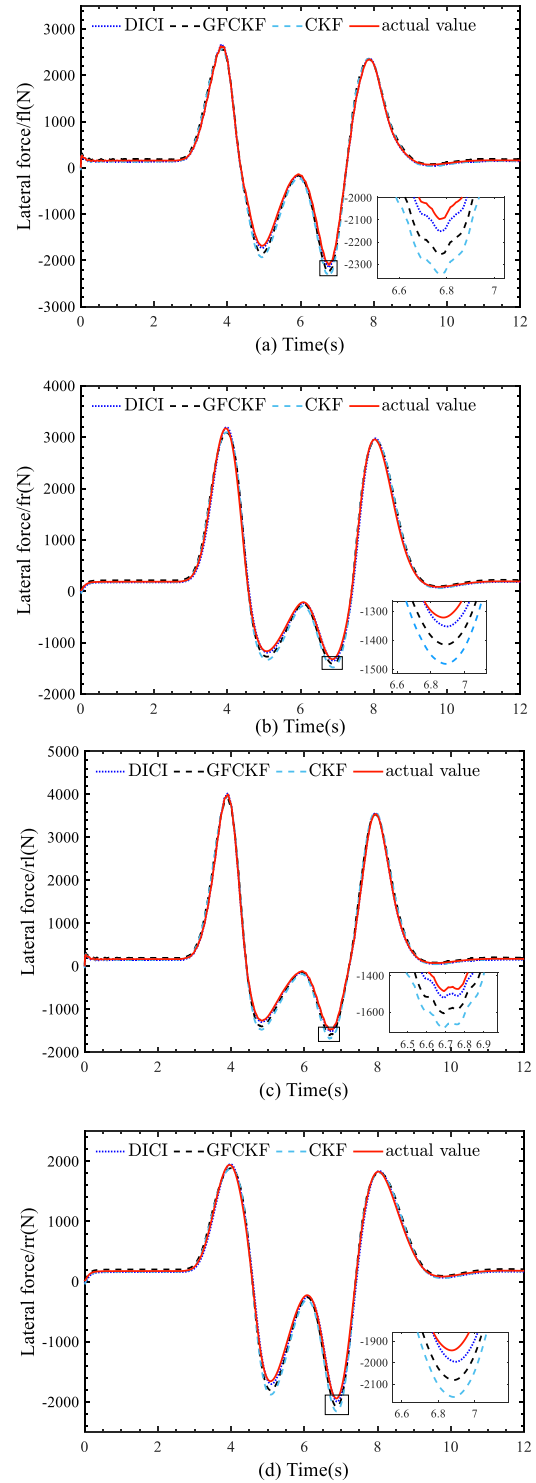 DICI GFCKF CKF actual value
Lateral force/fl(N)
3000
2000
1000
0
-1000
-2000
-3000
-2000
-2100
-2200
-2300
6.6 6.8 7
0 2 4 6 8 10 12
(a) Time(s)
DICI GFCKF CKF actual value
Lateral force/fr(N)
4000
3000
2000
1000
0
-1000
-2000
-1300
-1400
-1500
6.6 6.8 7
0 2 4 6 8 10 12
(b) Time(s)
DICI GFCKF CKF actual value
Lateral force/rl(N)
5000
4000
3000
2000
1000
0
-1000
-2000
-1400
-1600
6.5 6.6 6.7 6.8 6.9
0 2 4 6 8 10 12
(c) Time(s)
DICI GFCKF CKF actual value
Lateral force/rr(N)
2000
1000
0
-1000
-2000
-1900
-2000
-2100
6.6 6.8 7
0 2 4 6 8 10 12
(d) Time(s)